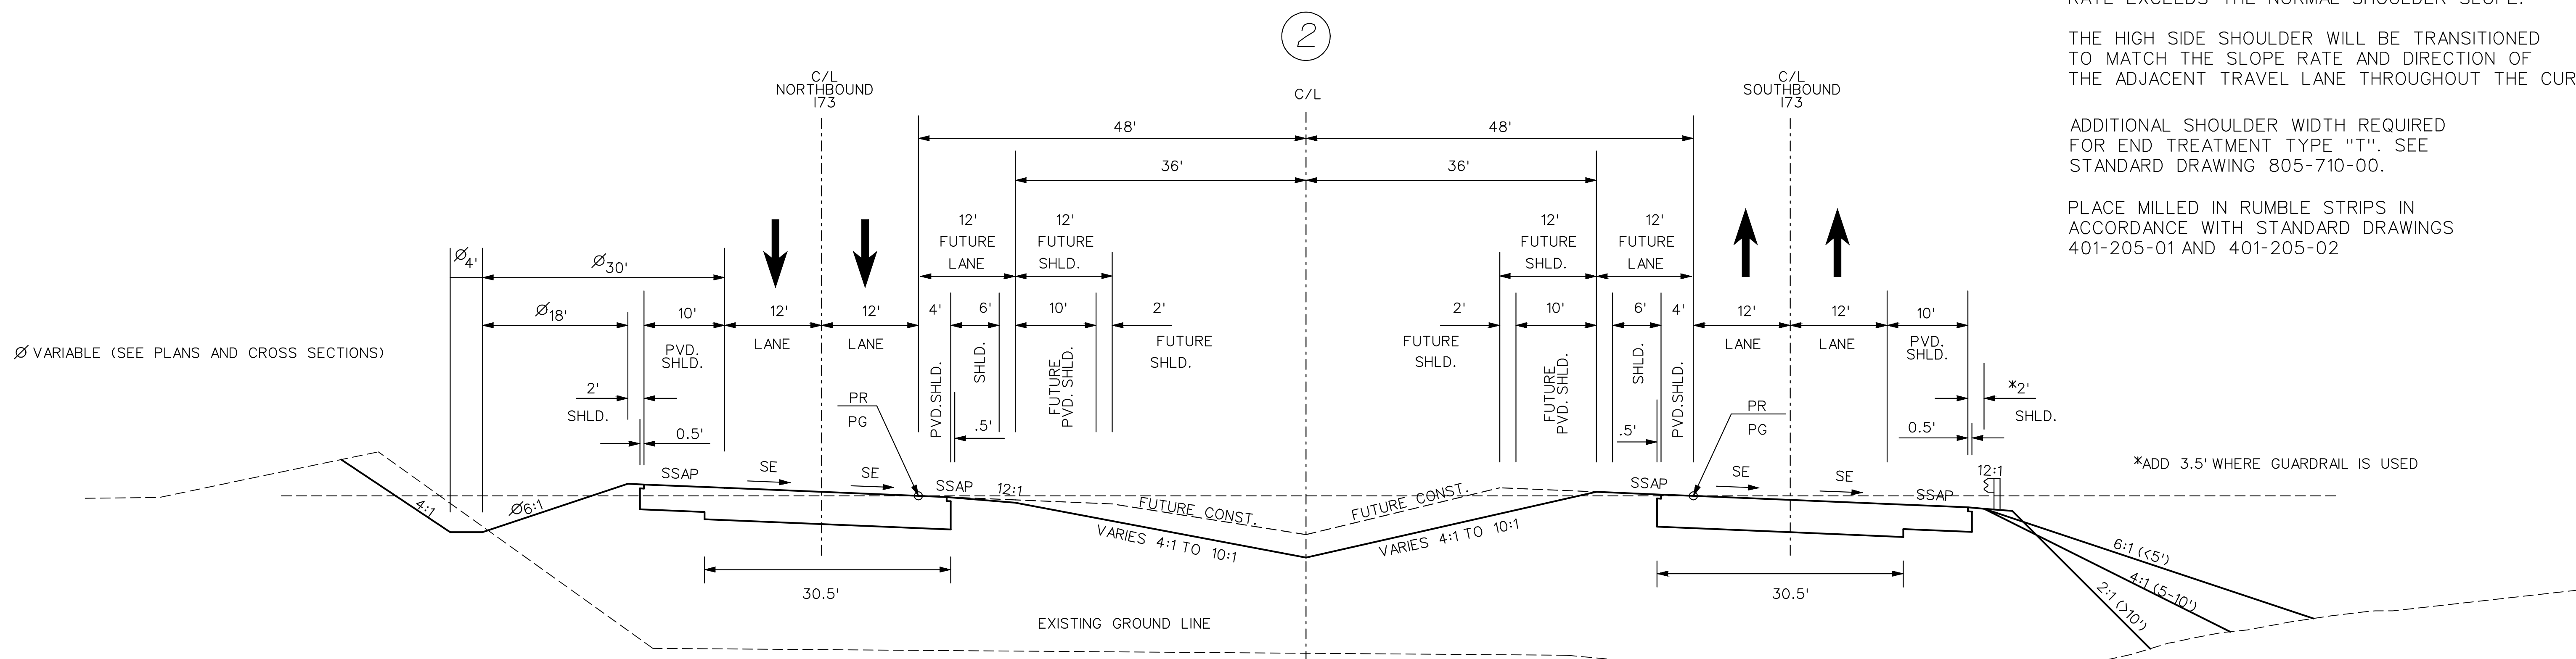 RATE EXCEEDS THE NORMAL SHOULDER SLOPE.
THE HIGH SIDE SHOULDER WILL BE TRANSITIONED
TO MATCH THE SLOPE RATE AND DIRECTION OF
THE ADJACENT TRAVEL LANE THROUGHOUT THE CUR
ADDITIONAL SHOULDER WIDTH REQUIRED
FOR END TREATMENT TYPE "T". SEE
STANDARD DRAWING 805-710-00.
PLACE MILLED IN RUMBLE STRIPS IN
ACCORDANCE WITH STANDARD DRAWINGS
401-205-01 AND 401-205-02
2
C/L
NORTHBOUND
I73
C/L
C/L
SOUTHBOUND
I73
48'
48'
36'
36'
12'
FUTURE
LANE
12'
FUTURE
SHLD.
12'
FUTURE
SHLD.
12'
FUTURE
LANE
Ø4'
Ø30'
Ø18'
10'
PVD.
SHLD.
12'
LANE
12'
LANE
4'
PVD.SHLD.
6'
SHLD.
10'
FUTURE
PVD. SHLD.
2'
FUTURE
SHLD.
2'
FUTURE
SHLD.
10'
FUTURE
PVD. SHLD.
6'
SHLD.
4'
PVD.SHLD.
12'
LANE
12'
LANE
10'
PVD.
SHLD.
Ø VARIABLE (SEE PLANS AND CROSS SECTIONS)
2'
SHLD.
0.5'
PR
PG
.5'
.5'
PR
PG
*2'
SHLD.
0.5'
*ADD 3.5' WHERE GUARDRAIL IS USED
4:1
Ø6:1
SSAP
SE
SE
SSAP
12:1
FUTURE CONST.
VARIES 4:1 TO 10:1
FUTURE CONST.
VARIES 4:1 TO 10:1
SSAP
SE
SE
SSAP
12:1
6:1 (<5')
4:1 (5-10')
2:1 (>10')
30.5'
30.5'
EXISTING GROUND LINE